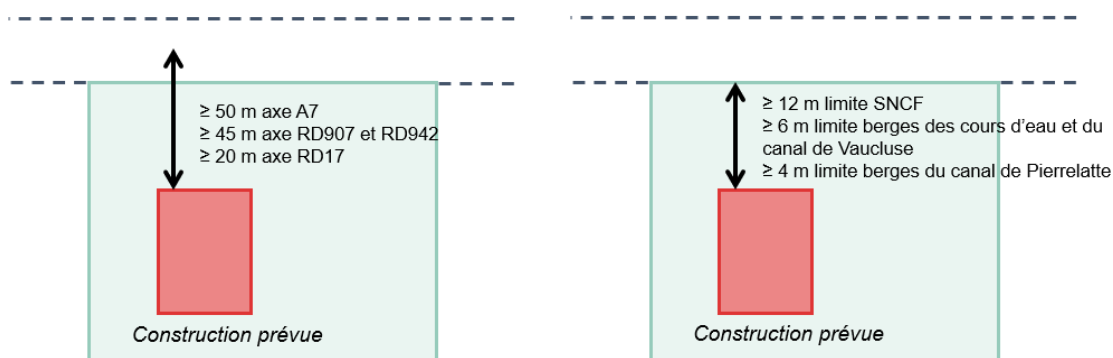 ≥ 50 m axe A7
≥ 45 m axe RD907 et RD942
≥ 20 m axe RD17
Construction prévue
≥ 12 m limite SNCF
≥ 6 m limite berges des cours d'eau et du
canal de Vaucluse
≥ 4 m limite berges du canal de Pierrelatte
Construction prévue